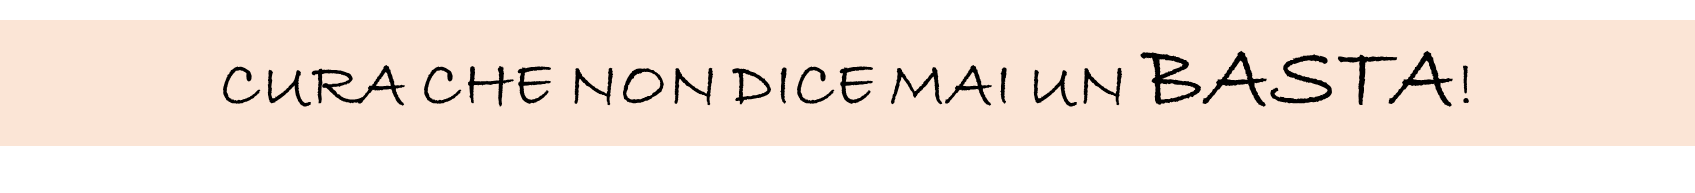 CURA CHE NON DICE MAI UN BASTA!